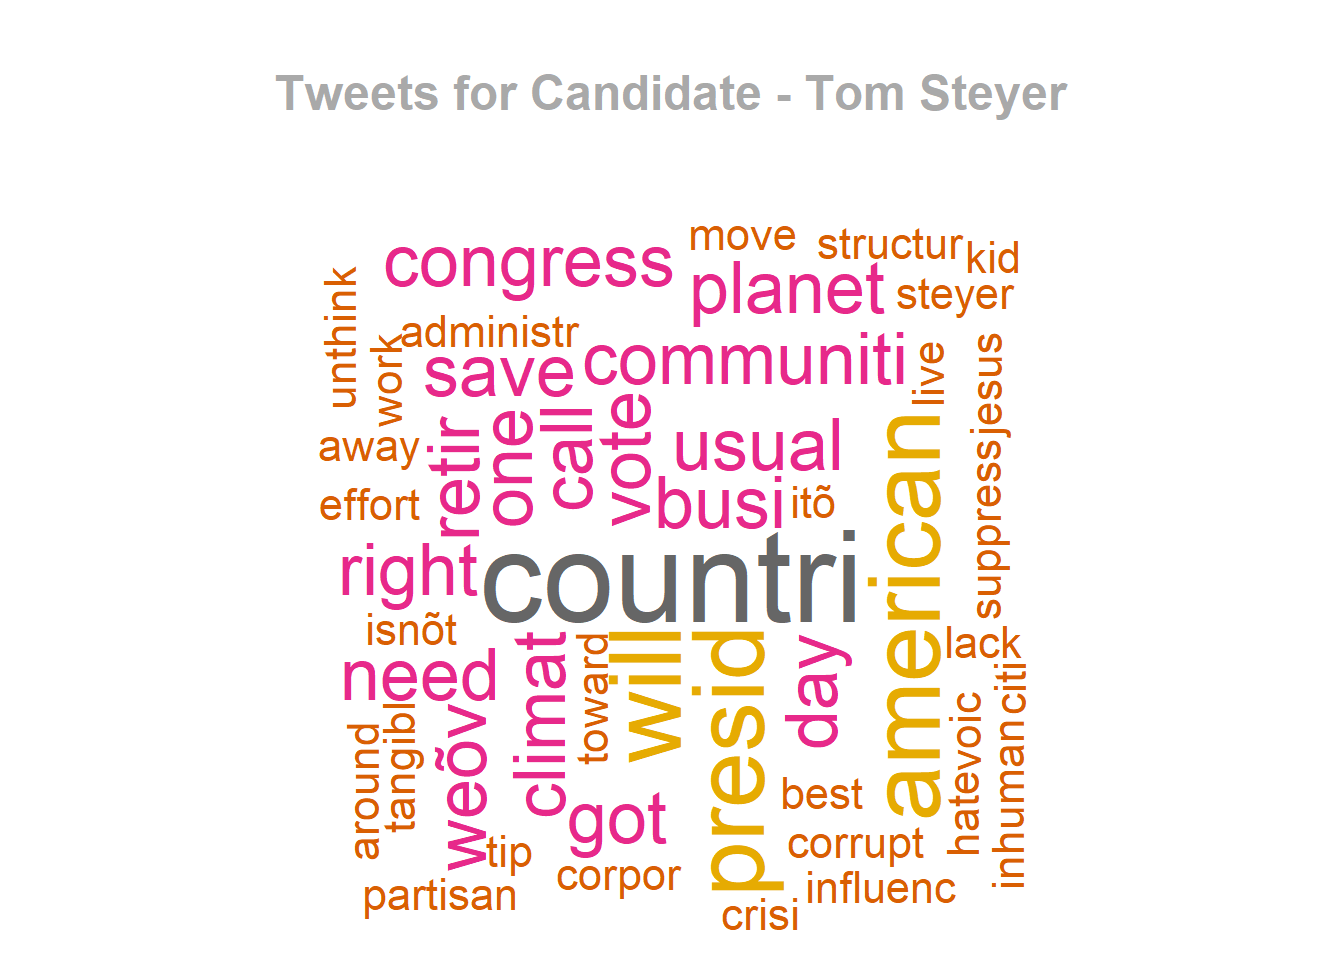 Tweets for Candidate - Tom Steyer
move
structur
congress
kid
planet
steyer
unthink
administr
work
save
communiti
live
jesus
away
retir
one
call
vote
usual
american
suppress
effort
busi
itõ
right
countri
isnõt
lack
need
climat
toward
will
presid
day
citi
around
tangibl
weõv
hatevoic
inhuman
got
best
tip
corrupt
partisan
corpor
influenc
crisi